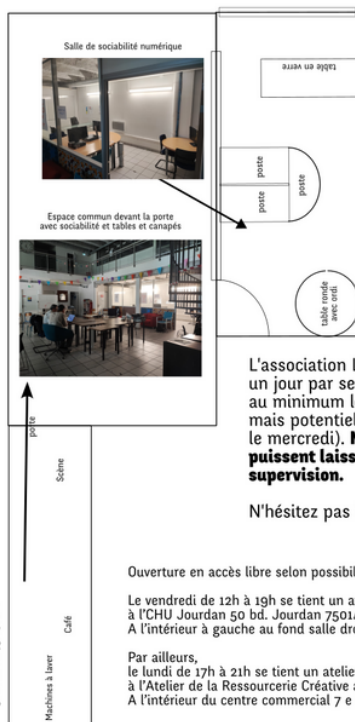 Salle de sociabilité numérique
table en verre
poste
poste
poste
Espace commun devant la porte
avec sociabilité et tables et canapés
table ronde
avec ordi
porte
Scène
Café
Machines à laver
L'association
un jour par se
au minimum l
mais potentiel
le mercredi).
puissent laiss
supervision.
N'hésitez pas
Ouverture en accès libre selon possibil
Le vendredi de 12h à 19h se tient un a
à l'CHU Jourdan 50 bd. Jourdan 7501
A l'intérieur à gauche au fond salle dr
Par ailleurs,
le lundi de 17h à 21h se tient un atelie
à l'Atelier de la Ressourcerie Créative
A l'intérieur du centre commercial 7 e